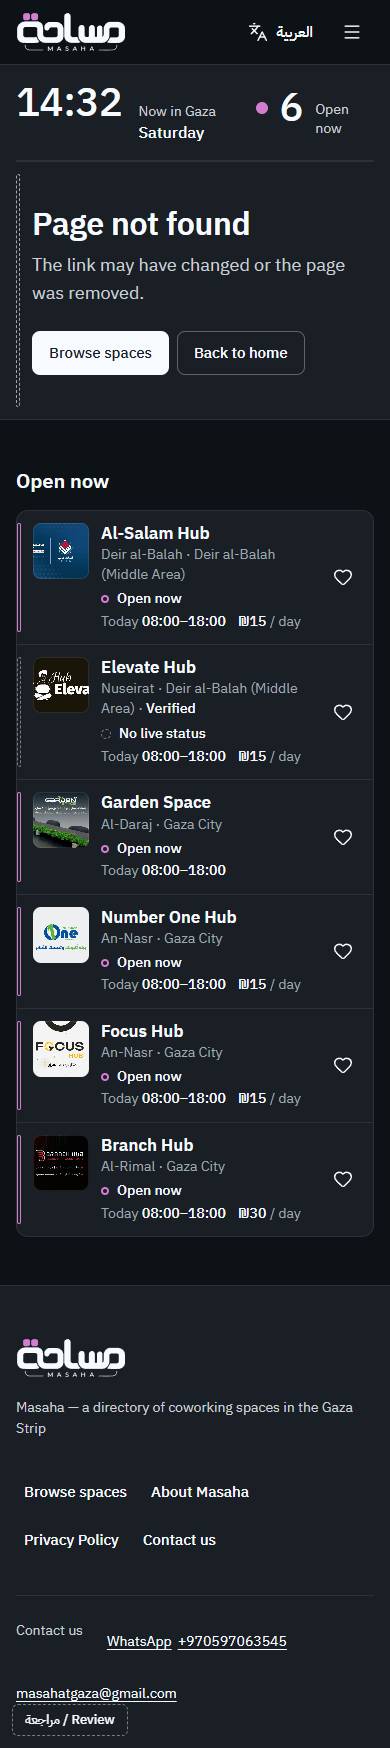 مساحة
MASAHA
العربية
14:32
Now in Gaza
Saturday
6
Open
now
Page not found
The link may have changed or the page
was removed.
Browse spaces
Back to home
Open now
Al-Salam Hub
Deir al-Balah · Deir al-Balah
(Middle Area)
Open now
Today 08:00–18:00 ₪15 / day
Hub
Eleva
Elevate Hub
Nuseirat · Deir al-Balah (Middle
Area) · Verified
No live status
Today 08:00–18:00 ₪15 / day
Garden Space
Al-Daraj · Gaza City
Open now
Today 08:00–18:00
One
Number One Hub
An-Nasr · Gaza City
Open now
Today 08:00–18:00 ₪15 / day
FOCUS
HUB
Focus Hub
An-Nasr · Gaza City
Open now
Today 08:00–18:00 ₪15 / day
Branch Hub
Al-Rimal · Gaza City
Open now
Today 08:00–18:00 ₪30 / day
مساحة
MASAHA
Masaha — a directory of coworking spaces in the Gaza
Strip
Browse spaces
About Masaha
Privacy Policy
Contact us
Contact us
WhatsApp +970597063545
masahatgaza@gmail.com
مراجعة / Review